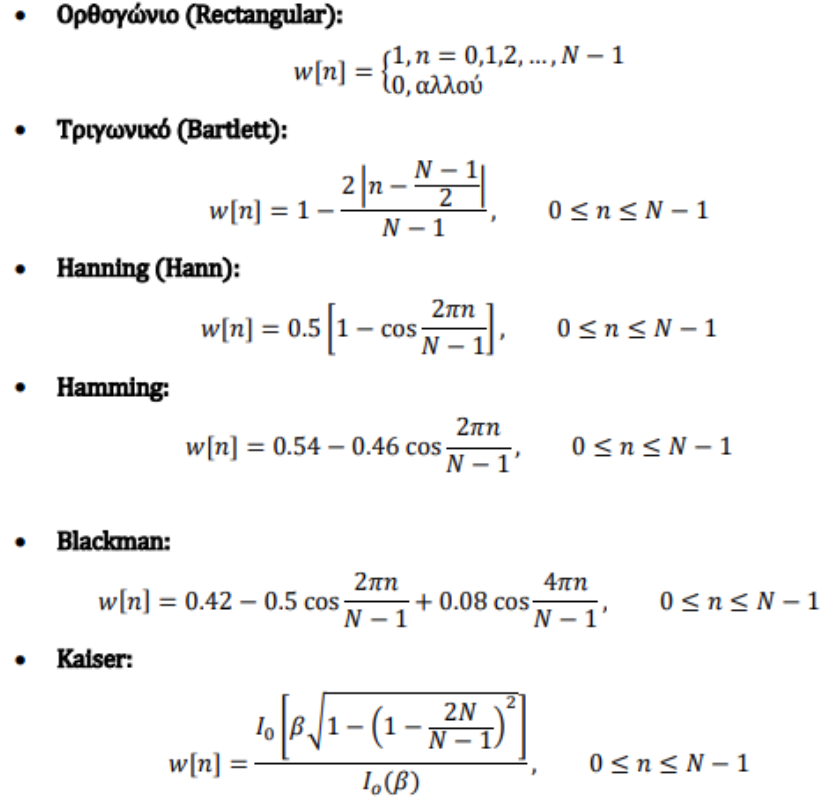 • Ορθογώνιο (Rectangular):
w[n] = {1, n = 0,1,2, ..., N − 1
{0, αλλού
• Τριγωνικό (Bartlett):
w[n] = 1 − 2|n − (N − 1)/2| / (N − 1), 0 ≤ n ≤ N − 1
• Hanning (Hann):
w[n] = 0.5 [1 − cos 2πn/(N − 1)], 0 ≤ n ≤ N − 1
• Hamming:
w[n] = 0.54 − 0.46 cos 2πn/(N − 1), 0 ≤ n ≤ N − 1
• Blackman:
w[n] = 0.42 − 0.5 cos 2πn/(N − 1) + 0.08 cos 4πn/(N − 1), 0 ≤ n ≤ N − 1
• Kaiser:
w[n] = I₀[β√(1 − (1 − 2N/(N − 1))²)] / Iₒ(β), 0 ≤ n ≤ N − 1